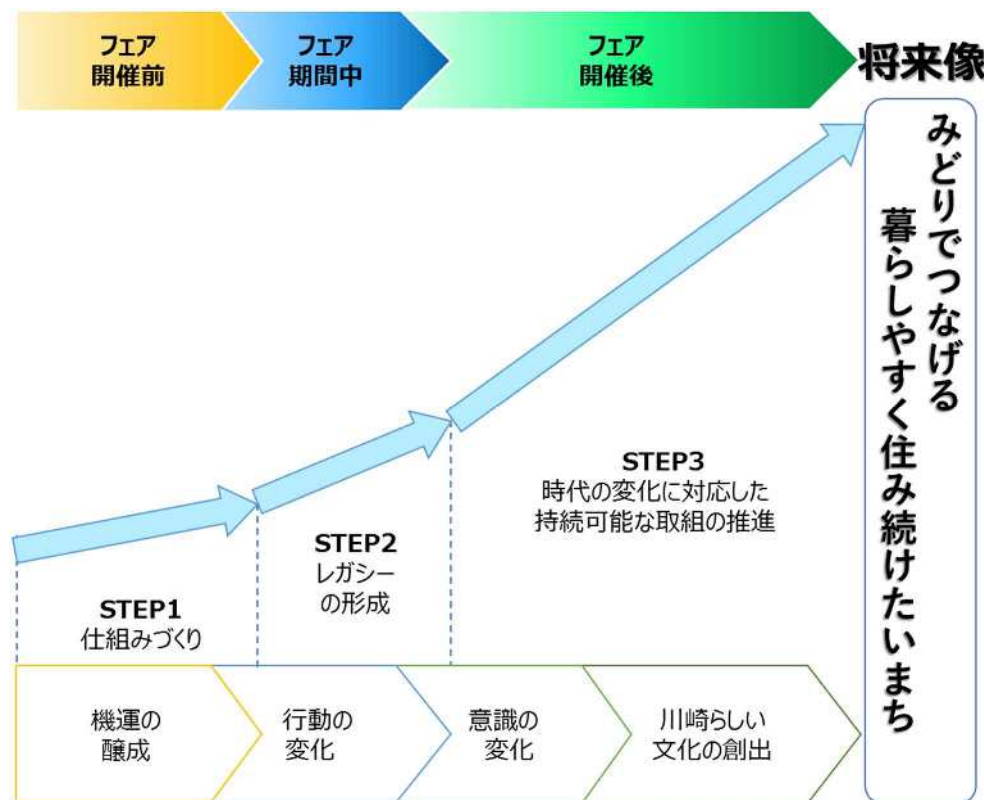 フェア
開催前
フェア
期間中
フェア
開催後
将来像
みどりでつなげる
暮らしやすく住み続けたいまち
STEP1
仕組みづくり
STEP2
レガシー
の形成
STEP3
時代の変化に対応した
持続可能な取組の推進
機運の
醸成
行動の
変化
意識の
変化
川崎らしい
文化の創出